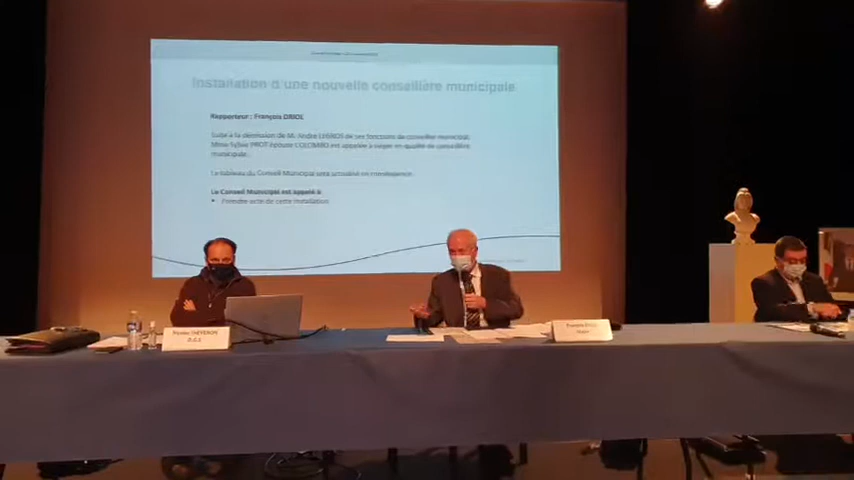 Installation d'une nouvelle conseillère municipale
Rapporteur : François ORIOL
Suite à la démission de M. André LEGROS de ses fonctions de conseiller municipal,
Mme Sylvie PROT épouse COLOMBO est appelée à siéger en qualité de conseillère
municipale.
Le tableau du Conseil Municipal sera actualisé en conséquence.
Le Conseil Municipal est appelé à
• Prendre acte de cette installation
D.G.S